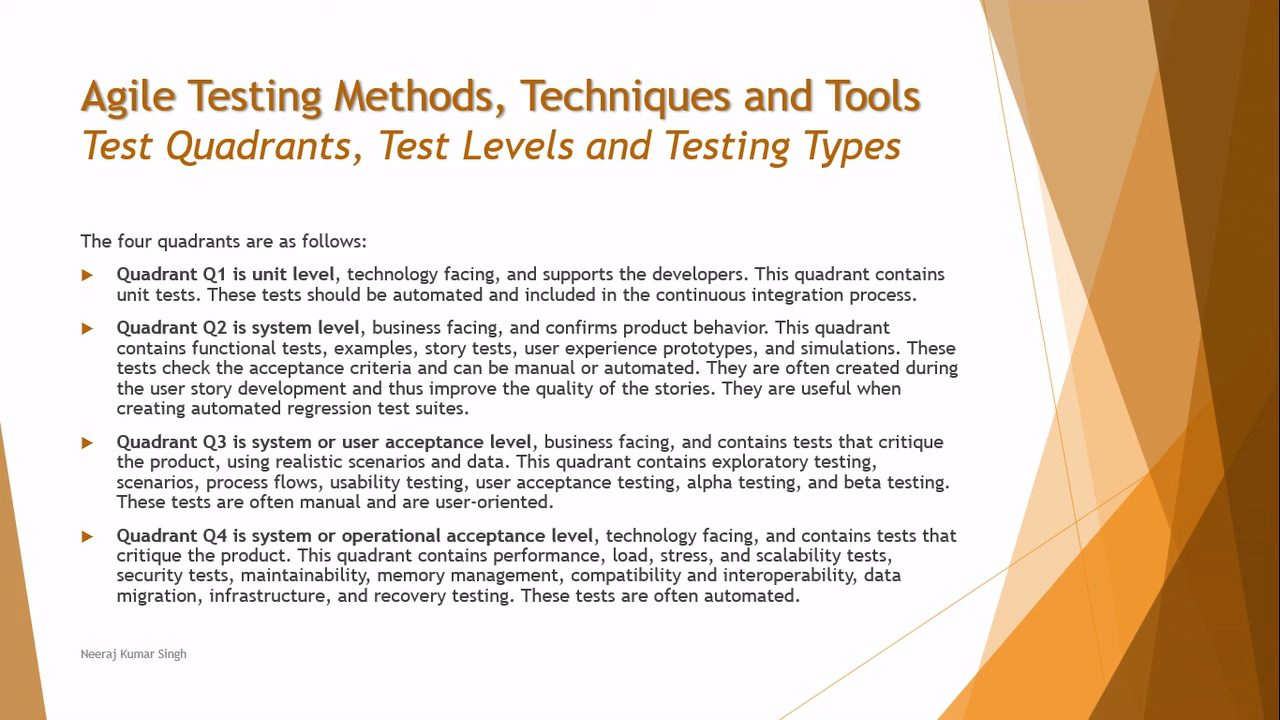 Agile Testing Methods, Techniques and Tools
Test Quadrants, Test Levels and Testing Types
The four quadrants are as follows:
Quadrant Q1 is unit level, technology facing, and supports the developers. This quadrant contains
unit tests. These tests should be automated and included in the continuous integration process.
Quadrant Q2 is system level, business facing, and confirms product behavior. This quadrant
contains functional tests, examples, story tests, user experience prototypes, and simulations. These
tests check the acceptance criteria and can be manual or automated. They are often created during
the user story development and thus improve the quality of the stories. They are useful when
creating automated regression test suites.
Quadrant Q3 is system or user acceptance level, business facing, and contains tests that critique
the product, using realistic scenarios and data. This quadrant contains exploratory testing,
scenarios, process flows, usability testing, user acceptance testing, alpha testing, and beta testing.
These tests are often manual and are user-oriented.
Quadrant Q4 is system or operational acceptance level, technology facing, and contains tests that
critique the product. This quadrant contains performance, load, stress, and scalability tests,
security tests, maintainability, memory management, compatibility and interoperability, data
migration, infrastructure, and recovery testing. These tests are often automated.
Neeraj Kumar Singh